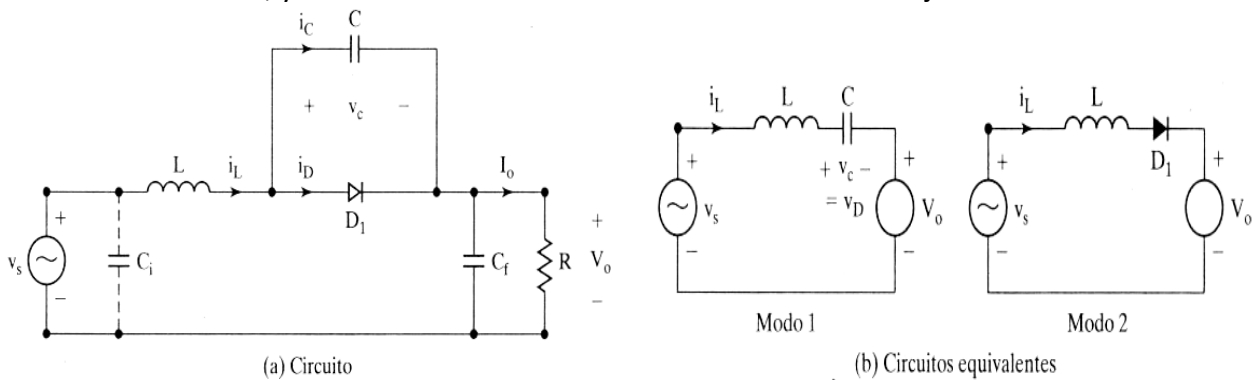 i_C
C
+ v_c −
L
i_L
i_D
I_o
D_1
+
v_s
−
C_i
C_f
R
+
V_o
−
(a) Circuito
i_L
L
C
+
v_s
−
+ v_c −
= v_D
+
V_o
−
Modo 1
i_L
L
D_1
+
v_s
−
+
V_o
−
Modo 2
(b) Circuitos equivalentes